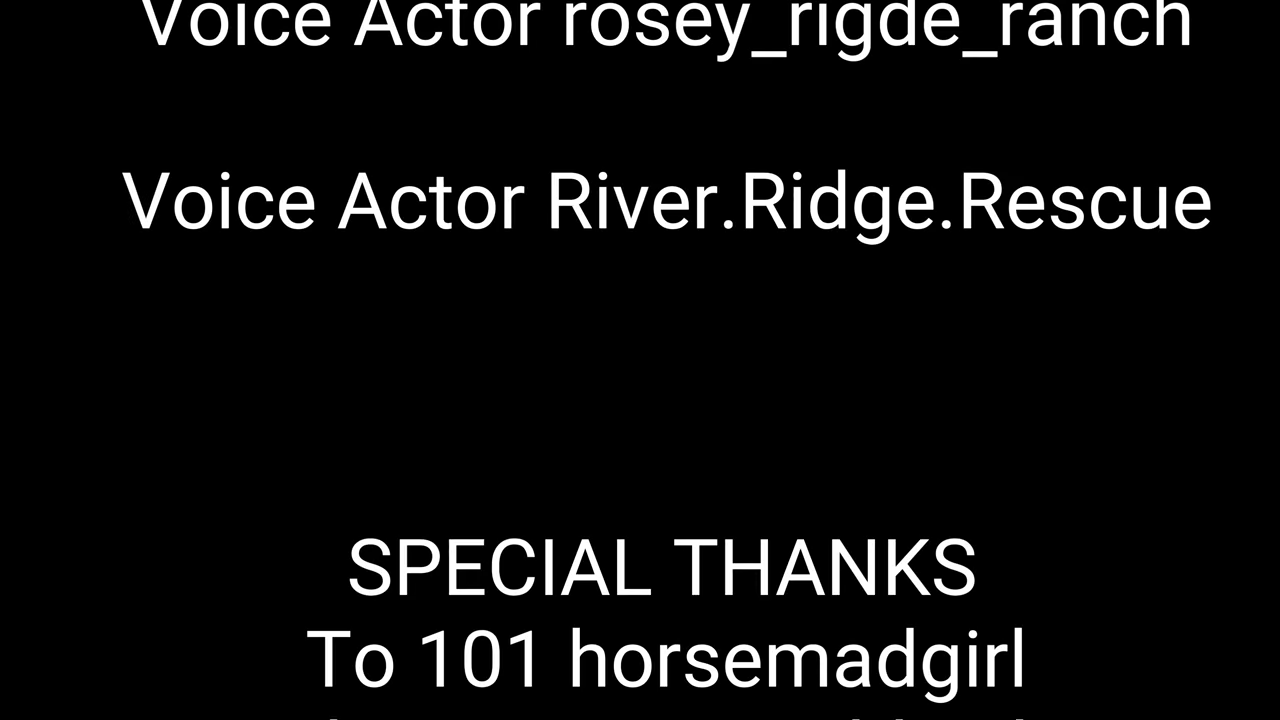 Voice Actor rosey_rigde_ranch
Voice Actor River.Ridge.Rescue
SPECIAL THANKS
To 101 horsemadgirl